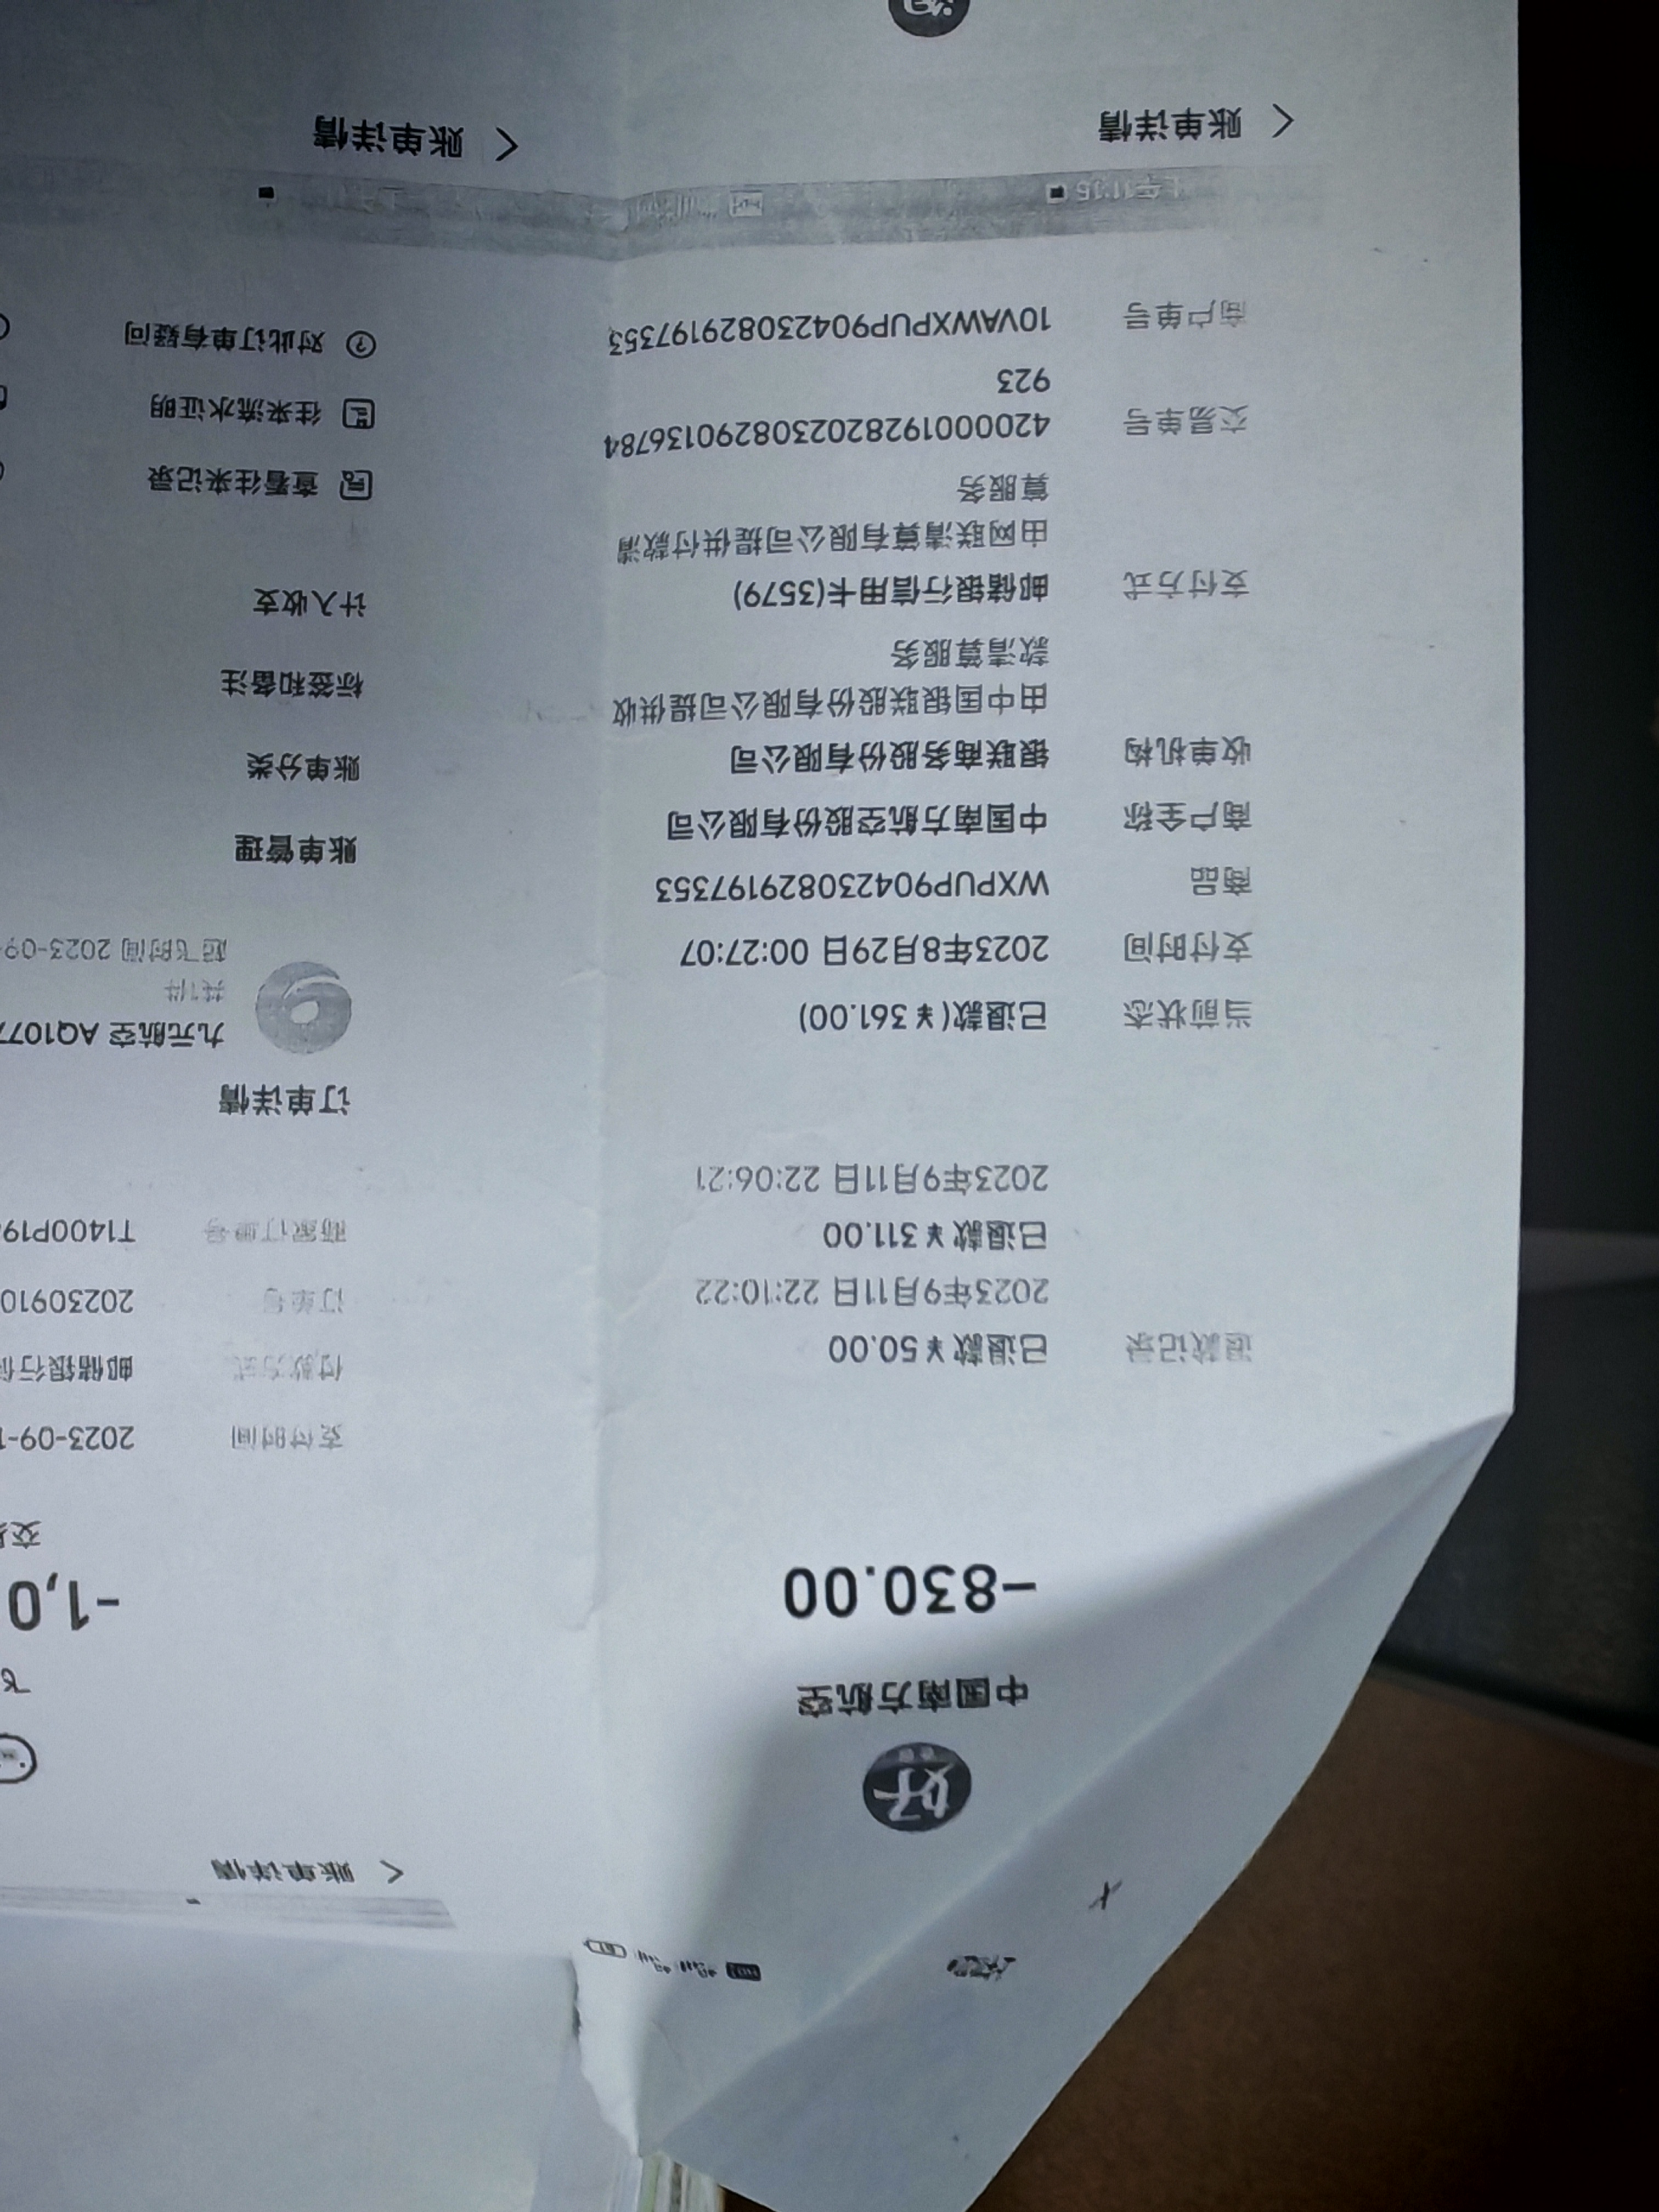 好
中国南方航空
-830.00
退款记录 已退款¥50.00
2023年9月11日 22:10:22
已退款¥311.00
2023年9月11日 22:06:21
当前状态 已退款(¥361.00)
支付时间 2023年8月29日 00:27:07
商品 WXPUP904230829197353
商户全称 中国南方航空股份有限公司
收单机构 银联商务股份有限公司
由中国银联股份有限公司提供收
款清算服务
支付方式 邮储银行信用卡(3579)
由网联清算有限公司提供付款清
算服务
交易单号 4200001928202308290136784
923
商户单号 10VAWXPUP904230829197353
上午11:15
< 账单详情
淘
< 账单详情
飞
-1,0
交易
支付时间 2023-09-1
付款方式 邮储银行储
订单号 20230910
商家订单号 T1400P19
订单详情
九元航空 AQ1077
共1件
起飞时间 2023-09-
账单管理
账单分类
标签和备注
计入收支
查看往来记录
往来流水证明
对此订单有疑问
< 账单详情